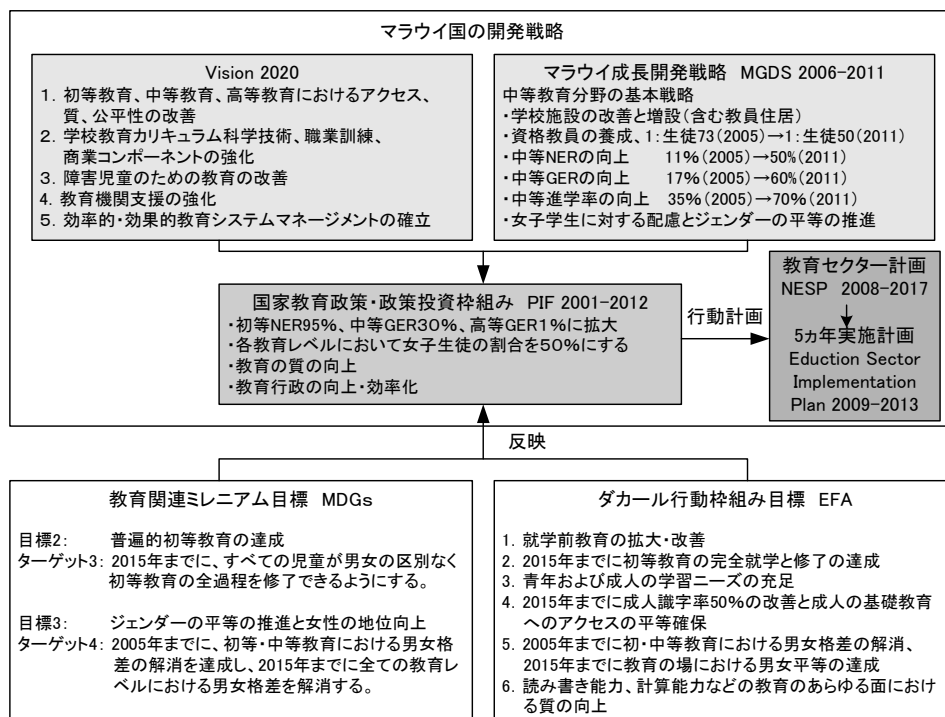 マラウイ国の開発戦略
Vision 2020
1. 初等教育、中等教育、高等教育におけるアクセス、
質、公平性の改善
2. 学校教育カリキュラム科学技術、職業訓練、
商業コンポーネントの強化
3. 障害児童のための教育の改善
4. 教育機関支援の強化
5. 効率的・効果的教育システムマネージメントの確立
マラウイ成長開発戦略 MGDS 2006-2011
中等教育分野の基本戦略
・学校施設の改善と増設(含む教員住居)
・資格教員の養成、1:生徒73(2005)→1:生徒50(2011)
・中等NERの向上 11%(2005)→50%(2011)
・中等GERの向上 17%(2005)→60%(2011)
・中等進学率の向上 35%(2005)→70%(2011)
・女子学生に対する配慮とジェンダーの平等の推進
国家教育政策・政策投資枠組み PIF 2001-2012
・初等NER95%、中等GER30%、高等GER1%に拡大
・各教育レベルにおいて女子生徒の割合を50%にする
・教育の質の向上
・教育行政の向上・効率化
行動計画
教育セクター計画
NESP 2008-2017
5ヵ年実施計画
Eduction Sector
Implementation
Plan 2009-2013
反映
教育関連ミレニアム目標 MDGs
目標2: 普遍的初等教育の達成
ターゲット3: 2015年までに、すべての児童が男女の区別なく
初等教育の全過程を修了できるようにする。
目標3: ジェンダーの平等の推進と女性の地位向上
ターゲット4: 2005年までに、初等・中等教育における男女格
差の解消を達成し、2015年までに全ての教育レ
ベルにおける男女格差を解消する。
ダカール行動枠組み目標 EFA
1. 就学前教育の拡大・改善
2. 2015年までに初等教育の完全就学と修了の達成
3. 青年および成人の学習ニーズの充足
4. 2015年までに成人識字率50%の改善と成人の基礎教育
へのアクセスの平等確保
5. 2005年までに初・中等教育における男女格差の解消、
2015年までに教育の場における男女平等の達成
6. 読み書き能力、計算能力などの教育のあらゆる面におけ
る質の向上